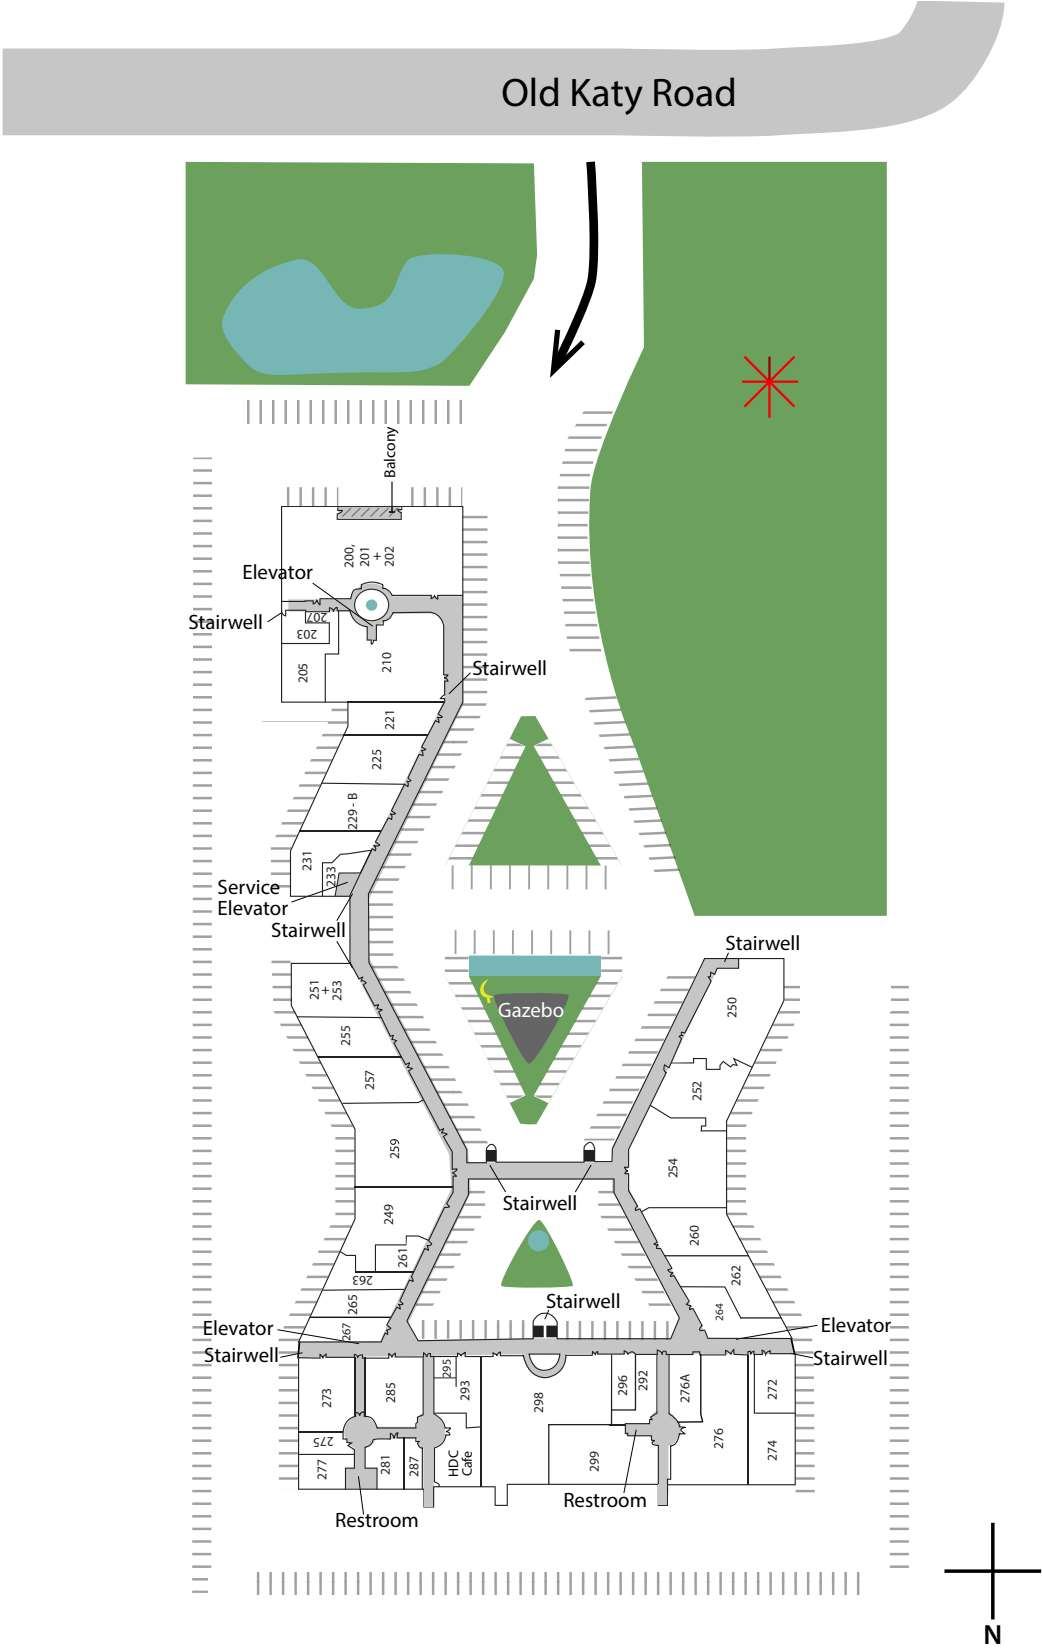 Old Katy Road
Balcony
200,
201
+
202
Elevator
Stairwell
207
203
205
210
Stairwell
221
225
229 - B
231
233
Service
Elevator
Stairwell
Stairwell
251
+
253
250
Gazebo
255
257
252
259
254
Stairwell
249
261
260
263
262
265
264
267
Stairwell
Elevator
Stairwell
Elevator
Stairwell
273
285
295
293
298
296
292
276A
272
275
277
281
287
HDC
Cafe
299
276
274
Restroom
Restroom
N